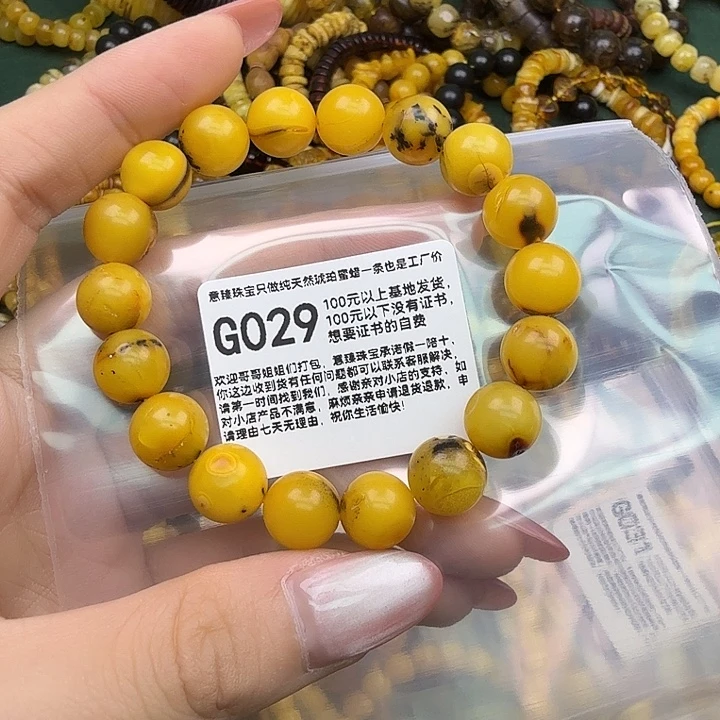 意臻珠宝只做纯天然琥珀蜜蜡一条也是工厂价
G029
100元以上基地发货,
100元以下没有证书,
想要证书的自费
欢迎哥哥姐姐们打包, 意臻珠宝承诺假一赔十,
你这边收到货有任何问题都可以联系客服解决,
请第一时间找到我们, 感谢亲对小店的支持, 如
对小店产品不满意, 麻烦亲亲申请退货退款, 申
请理由七天无理由, 祝你生活愉快!